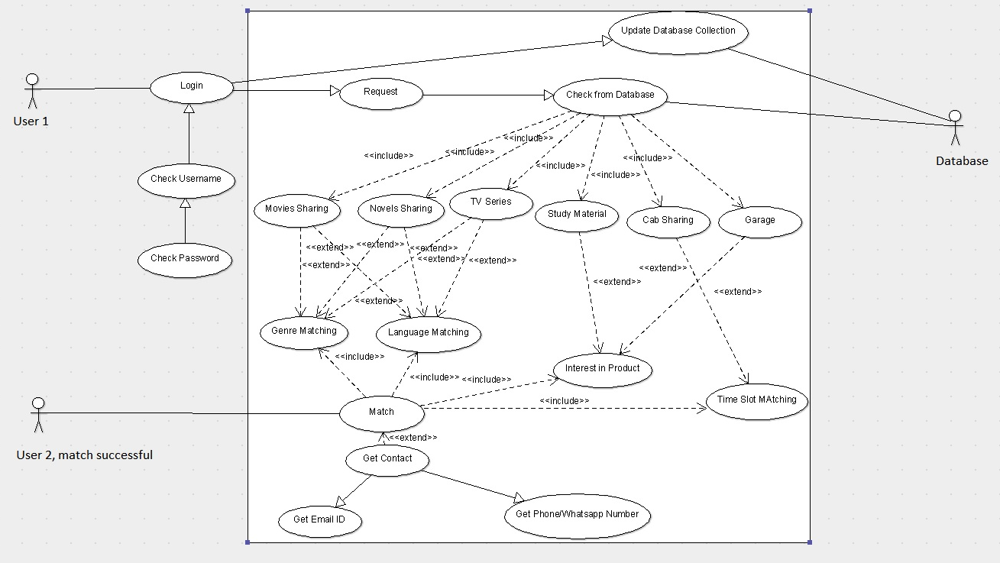 Update Database Collection
Login
Request
Check from Database
User 1
Database
<<include>>
<<include>>
<<include>>
<<include>>
<<include>>
<<include>>
Check Username
Movies Sharing
Novels Sharing
TV Series
Study Material
Cab Sharing
Garage
Check Password
<<extend>>
<<extend>>
<<extend>>
<<extend>>
<<extend>>
<<extend>>
<<extend>>
<<extend>>
<<extend>>
<<extend>>
Genre Matching
Language Matching
<<include>>
<<include>>
<<include>>
<<include>>
Interest in Product
Time Slot MAtching
Match
User 2, match successful
<<extend>>
Get Contact
Get Email ID
Get Phone/Whatsapp Number